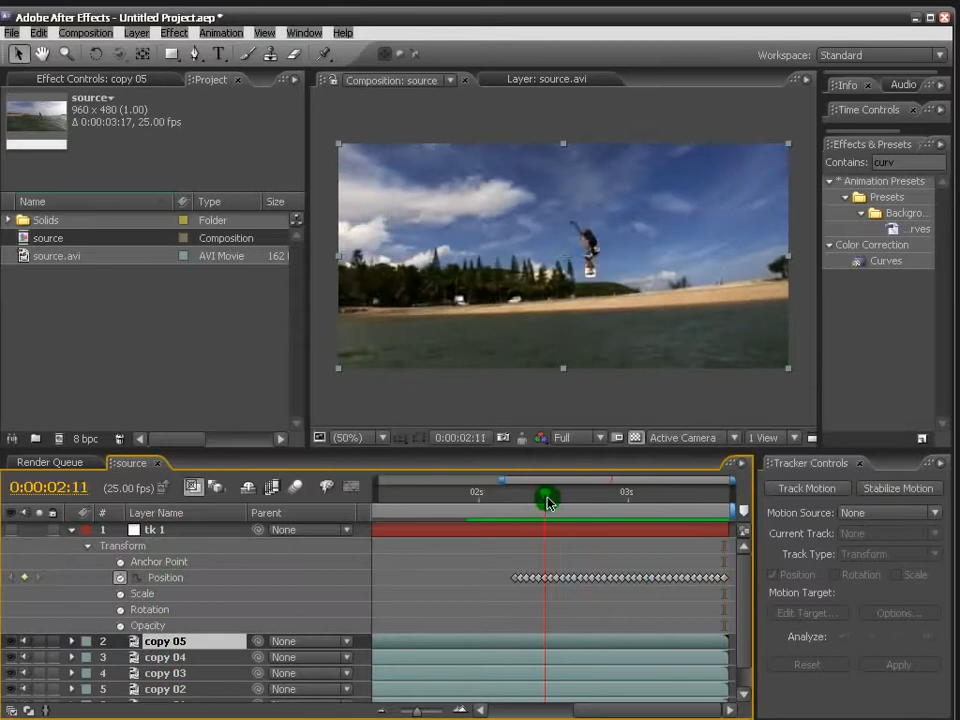 Adobe After Effects - Untitled Project.aep *
File Edit Composition Layer Effect Animation View Window Help
Workspace: Standard
Effect Controls: copy 05 Project
Composition: source Layer: source.avi
Info Audio
Time Controls
Effects & Presets
Contains: curv
* Animation Presets
Presets
Backgro...
...rves
Color Correction
Curves
source
960 x 480 (1.00)
Δ 0:00:03:17, 25.00 fps
Name Type Size
Solids Folder
source Composition
source.avi AVI Movie 162
8 bpc
(50%) 0:00:02:11 Full Active Camera 1 View
Render Queue source
0:00:02:11 (25.00 fps)
02s 03s
# Layer Name Parent
1 tk 1 None
Transform
Anchor Point
Position
Scale
Rotation
Opacity
2 copy 05 None
3 copy 04 None
4 copy 03 None
5 copy 02 None
Tracker Controls
Track Motion Stabilize Motion
Motion Source: None
Current Track: None
Track Type: Transform
Position Rotation Scale
Motion Target:
Edit Target... Options...
Analyze:
Reset Apply